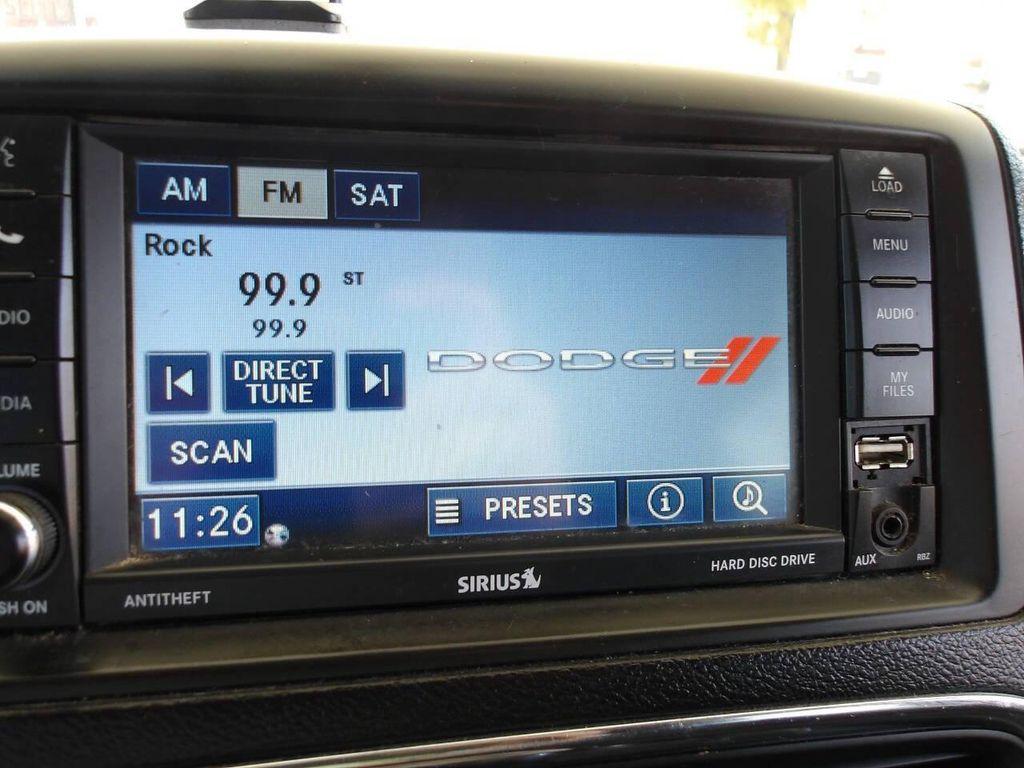 AM FM SAT
Rock
99.9 ST
99.9
DIRECT
TUNE
SCAN
DODGE
11:26 PRESETS
LOAD
MENU
AUDIO
MY
FILES
AUX RBZ
HARD DISC DRIVE
SIRIUS
ANTITHEFT